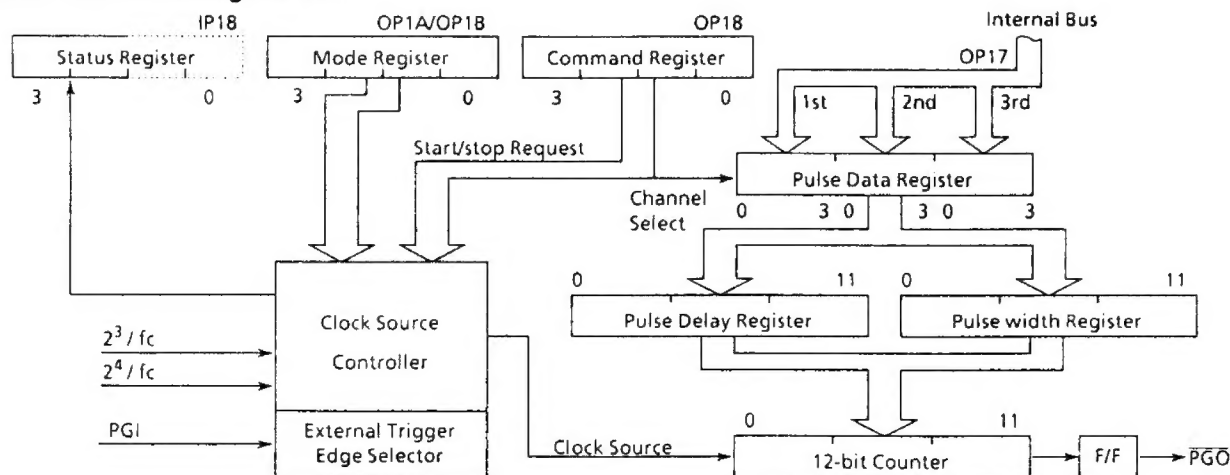 IP18
OP1A/OP1B
OP18
Internal Bus
Status Register
Mode Register
Command Register
OP17
3 0
3 0
3 0
1st 2nd 3rd
Start/stop Request
Pulse Data Register
Channel
Select
0 3 0 3 0 3
0 11
0 11
Pulse Delay Register
Pulse width Register
Clock Source
Controller
2³ / fc
2⁴ / fc
PGI
External Trigger
Edge Selector
Clock Source
0 11
12-bit Counter
F/F
PGO